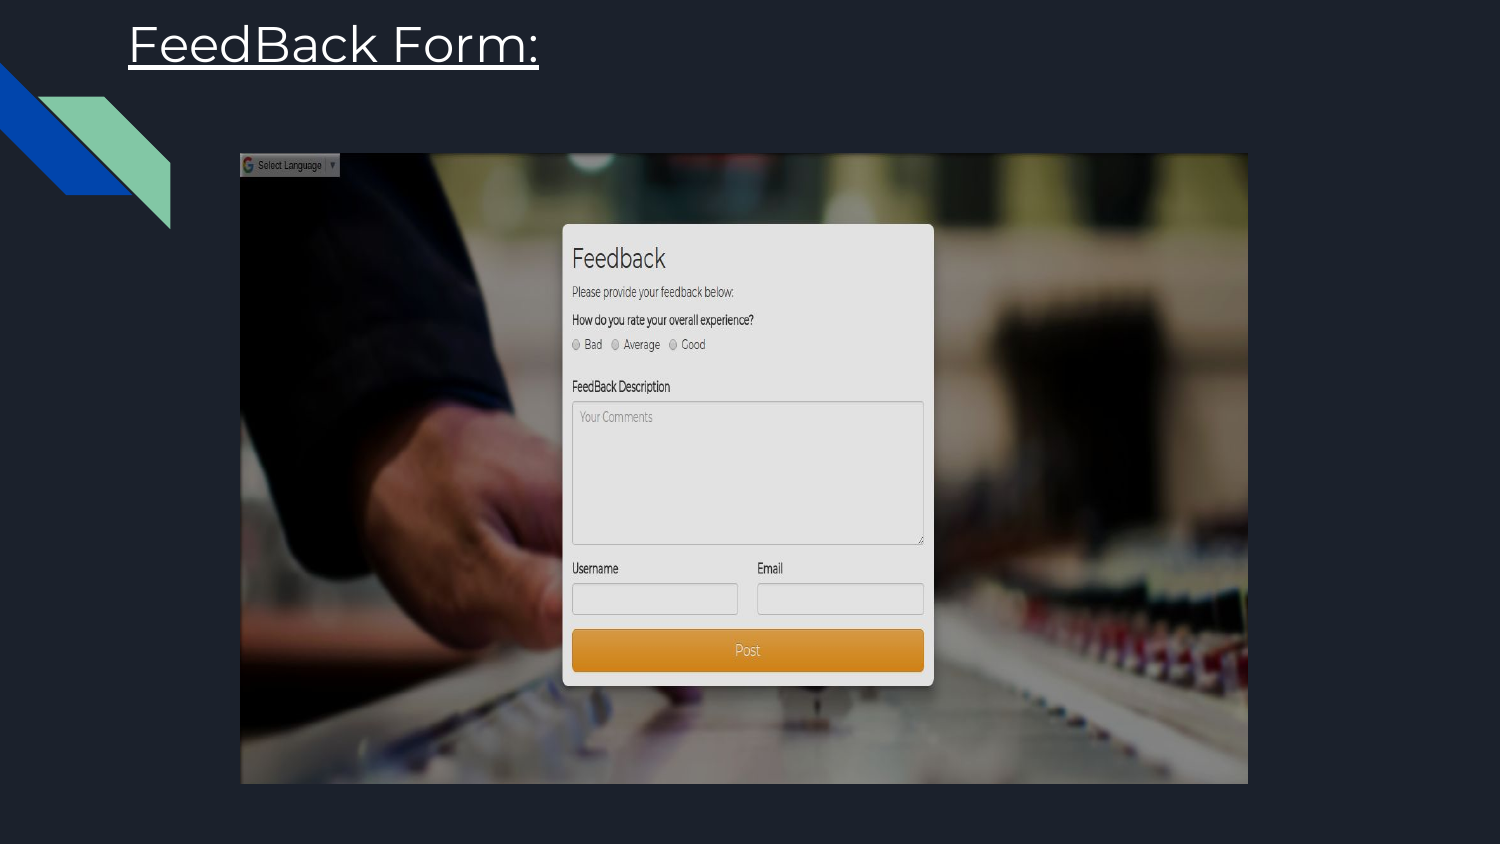 FeedBack Form:
Select Language ▼
Feedback
Please provide your feedback below:
How do you rate your overall experience?
Bad Average Good
FeedBack Description
Your Comments
Username Email
Post